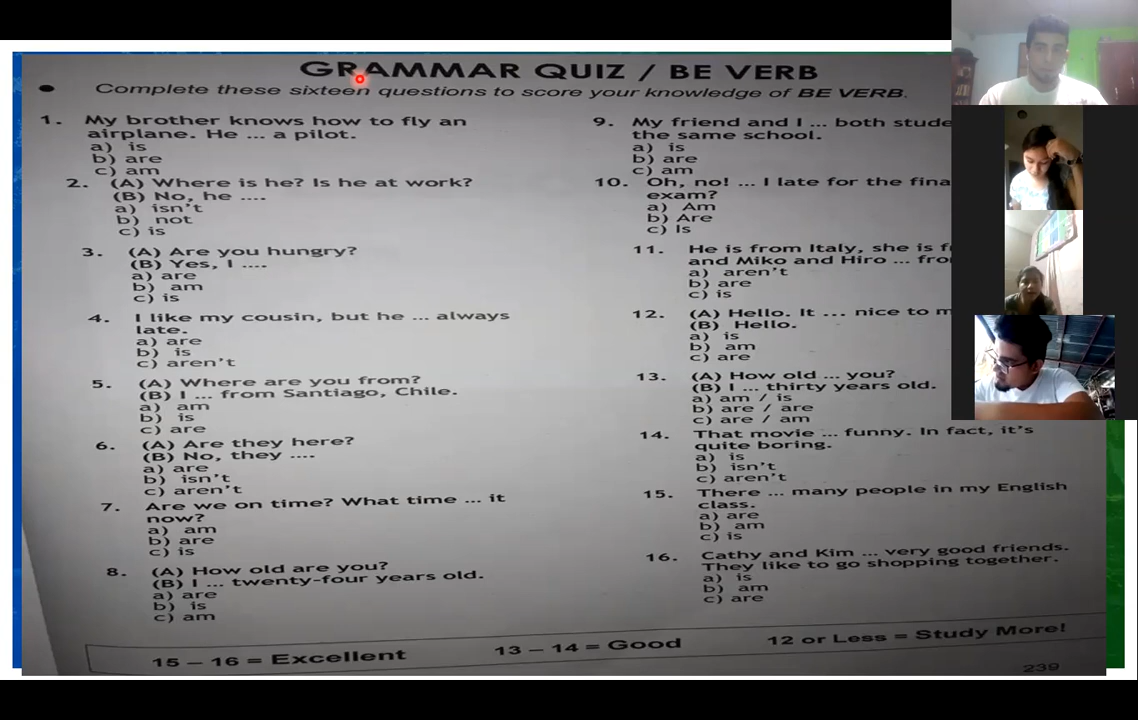 GRAMMAR QUIZ / BE VERB
Complete these sixteen questions to score your knowledge of BE VERB.
1. My brother knows how to fly an
airplane. He ... a pilot.
a) is
b) are
c) am
2. (A) Where is he? Is he at work?
(B) No, he ....
a) isn't
b) not
c) is
3. (A) Are you hungry?
(B) Yes, I ....
a) are
b) am
c) is
4. I like my cousin, but he ... always
late.
a) are
b) is
c) aren't
5. (A) Where are you from?
(B) I ... from Santiago, Chile.
a) am
b) is
c) are
6. (A) Are they here?
(B) No, they ....
a) are
b) isn't
c) aren't
7. Are we on time? What time ... it
now?
a) am
b) are
c) is
8. (A) How old are you?
(B) I ... twenty-four years old.
a) are
b) is
c) am
9. My friend and I ... both
the same school.
a) is
b) are
c) am
10. Oh, no! ... I late for the
exam?
a) Am
b) Are
c) Is
11. He is from Italy, she is
and Miko and Hiro ...
a) aren't
b) are
c) is
12. (A) Hello. It ... nice to
(B) Hello.
a) is
b) am
c) are
13. (A) How old ... you?
(B) I ... thirty years old.
a) am / is
b) are / are
c) are / am
14. That movie ... funny. In fact, it's
quite boring.
a) is
b) isn't
c) aren't
15. There ... many people in my English
class.
a) are
b) am
c) is
16. Cathy and Kim ... very good friends.
They like to go shopping together.
a) is
b) am
c) are
15 – 16 = Excellent
13 – 14 = Good
12 or Less = Study More!
239